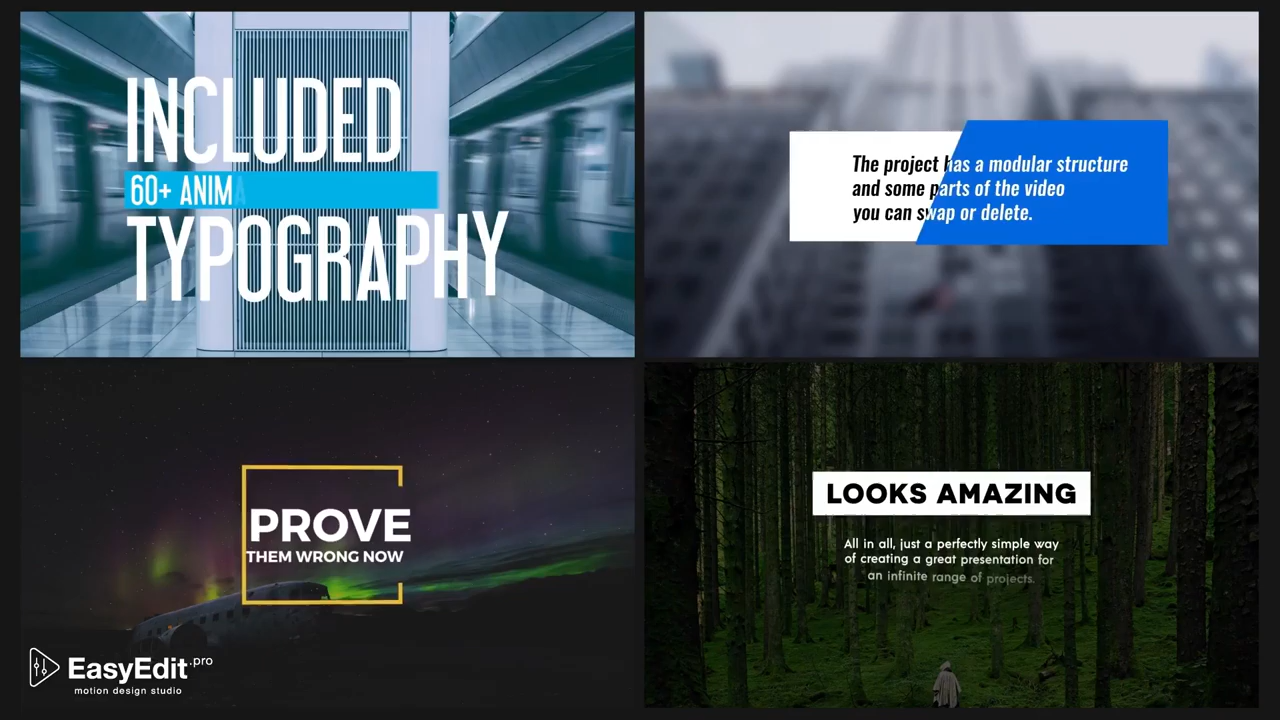 INCLUDED
60+ ANIMA
TYPOGRAPHY
The project has a modular structure
and some parts of the video
you can swap or delete.
PROVE
THEM WRONG NOW
LOOKS AMAZING
All in all, just a perfectly simple way
of creating a great presentation for
an infinite range of projects.
EasyEdit.pro
motion design studio